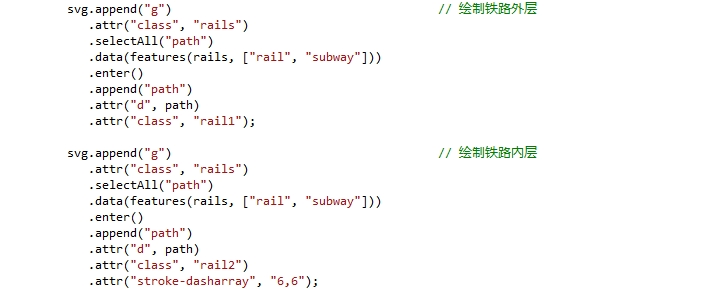 svg.append("g") // 绘制铁路外层
.attr("class", "rails")
.selectAll("path")
.data(features(rails, ["rail", "subway"]))
.enter()
.append("path")
.attr("d", path)
.attr("class", "rail1");
svg.append("g") // 绘制铁路内层
.attr("class", "rails")
.selectAll("path")
.data(features(rails, ["rail", "subway"]))
.enter()
.append("path")
.attr("d", path)
.attr("class", "rail2")
.attr("stroke-dasharray", "6,6");